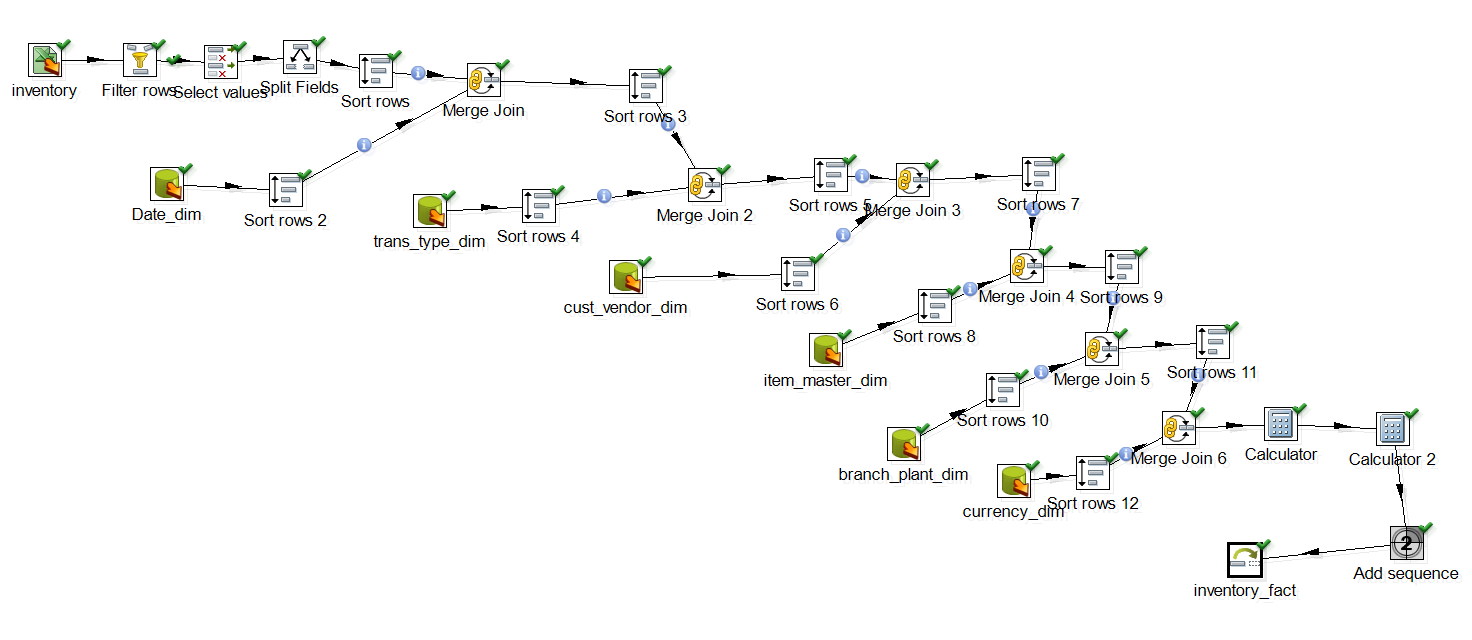 inventory
Filter rows
Select values
Split Fields
Sort rows
Merge Join
Sort rows 3
Date_dim
Sort rows 2
trans_type_dim
Sort rows 4
Merge Join 2
Sort rows 5
Merge Join 3
Sort rows 7
cust_vendor_dim
Sort rows 6
Merge Join 4
Sort rows 9
item_master_dim
Sort rows 8
Merge Join 5
Sort rows 11
branch_plant_dim
Sort rows 10
Merge Join 6
Calculator
Calculator 2
currency_dim
Sort rows 12
2
Add sequence
inventory_fact